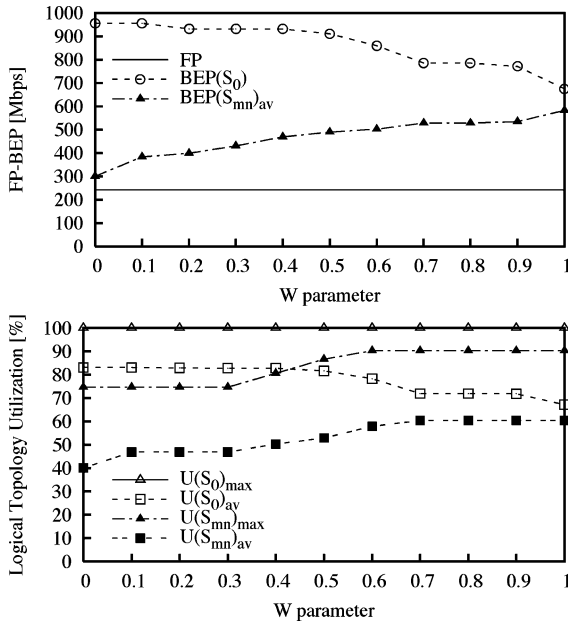 FP-BEP [Mbps]
1000
900
800
700
600
500
400
300
200
100
0
FP
BEP(S0)
BEP(Smn)av
0 0.1 0.2 0.3 0.4 0.5 0.6 0.7 0.8 0.9 1
W parameter
Logical Topology Utilization [%]
100
90
80
70
60
50
40
30
20
10
0
U(S0)max
U(S0)av
U(Smn)max
U(Smn)av
0 0.1 0.2 0.3 0.4 0.5 0.6 0.7 0.8 0.9 1
W parameter